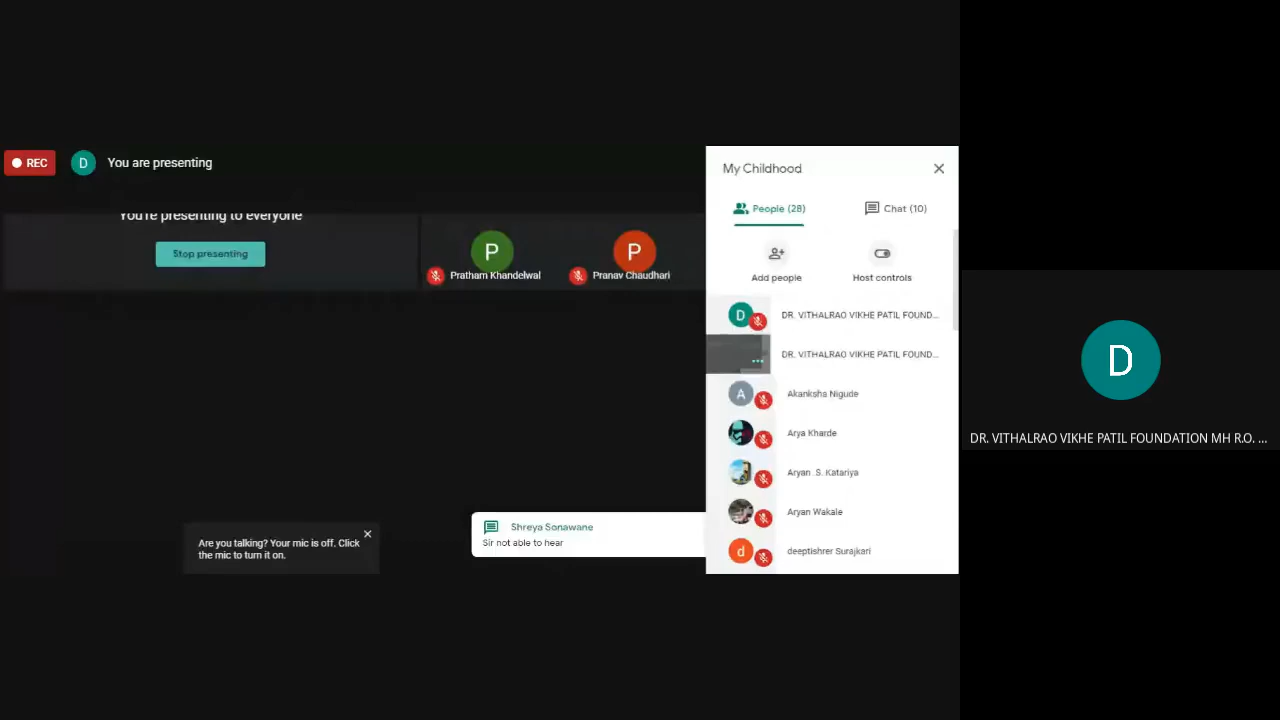 REC
D
You are presenting
You're presenting to everyone
Stop presenting
P
Pratham Khandelwal
P
Pranav Chaudhari
Are you talking? Your mic is off. Click
the mic to turn it on.
Shreya Sonawane
Sir not able to hear
My Childhood
People (28)
Chat (10)
Add people
Host controls
D
DR. VITHALRAO VIKHE PATIL FOUND...
DR. VITHALRAO VIKHE PATIL FOUND...
A
Akanksha Nigude
Arya Kharde
Aryan .S. Katariya
Aryan Wakale
d
deeptishrer Surajkari
D
DR. VITHALRAO VIKHE PATIL FOUNDATION MH R.O. ...